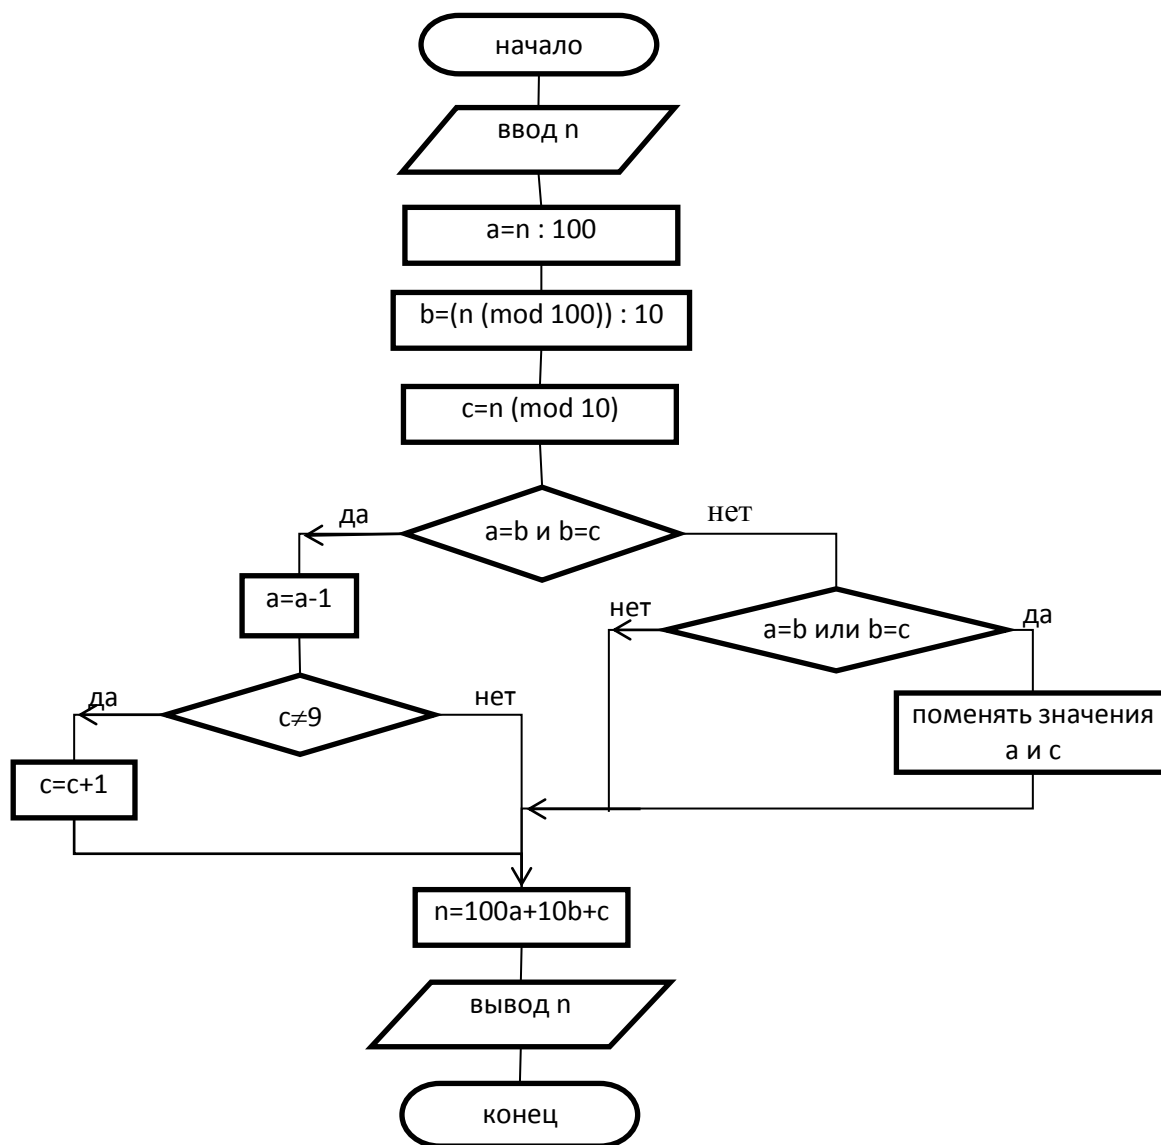 начало
ввод n
a=n : 100
b=(n (mod 100)) : 10
c=n (mod 10)
да
a=b и b=c
нет
a=a-1
нет
a=b или b=c
да
да
c≠9
нет
поменять значения
a и c
c=c+1
n=100a+10b+c
вывод n
конец